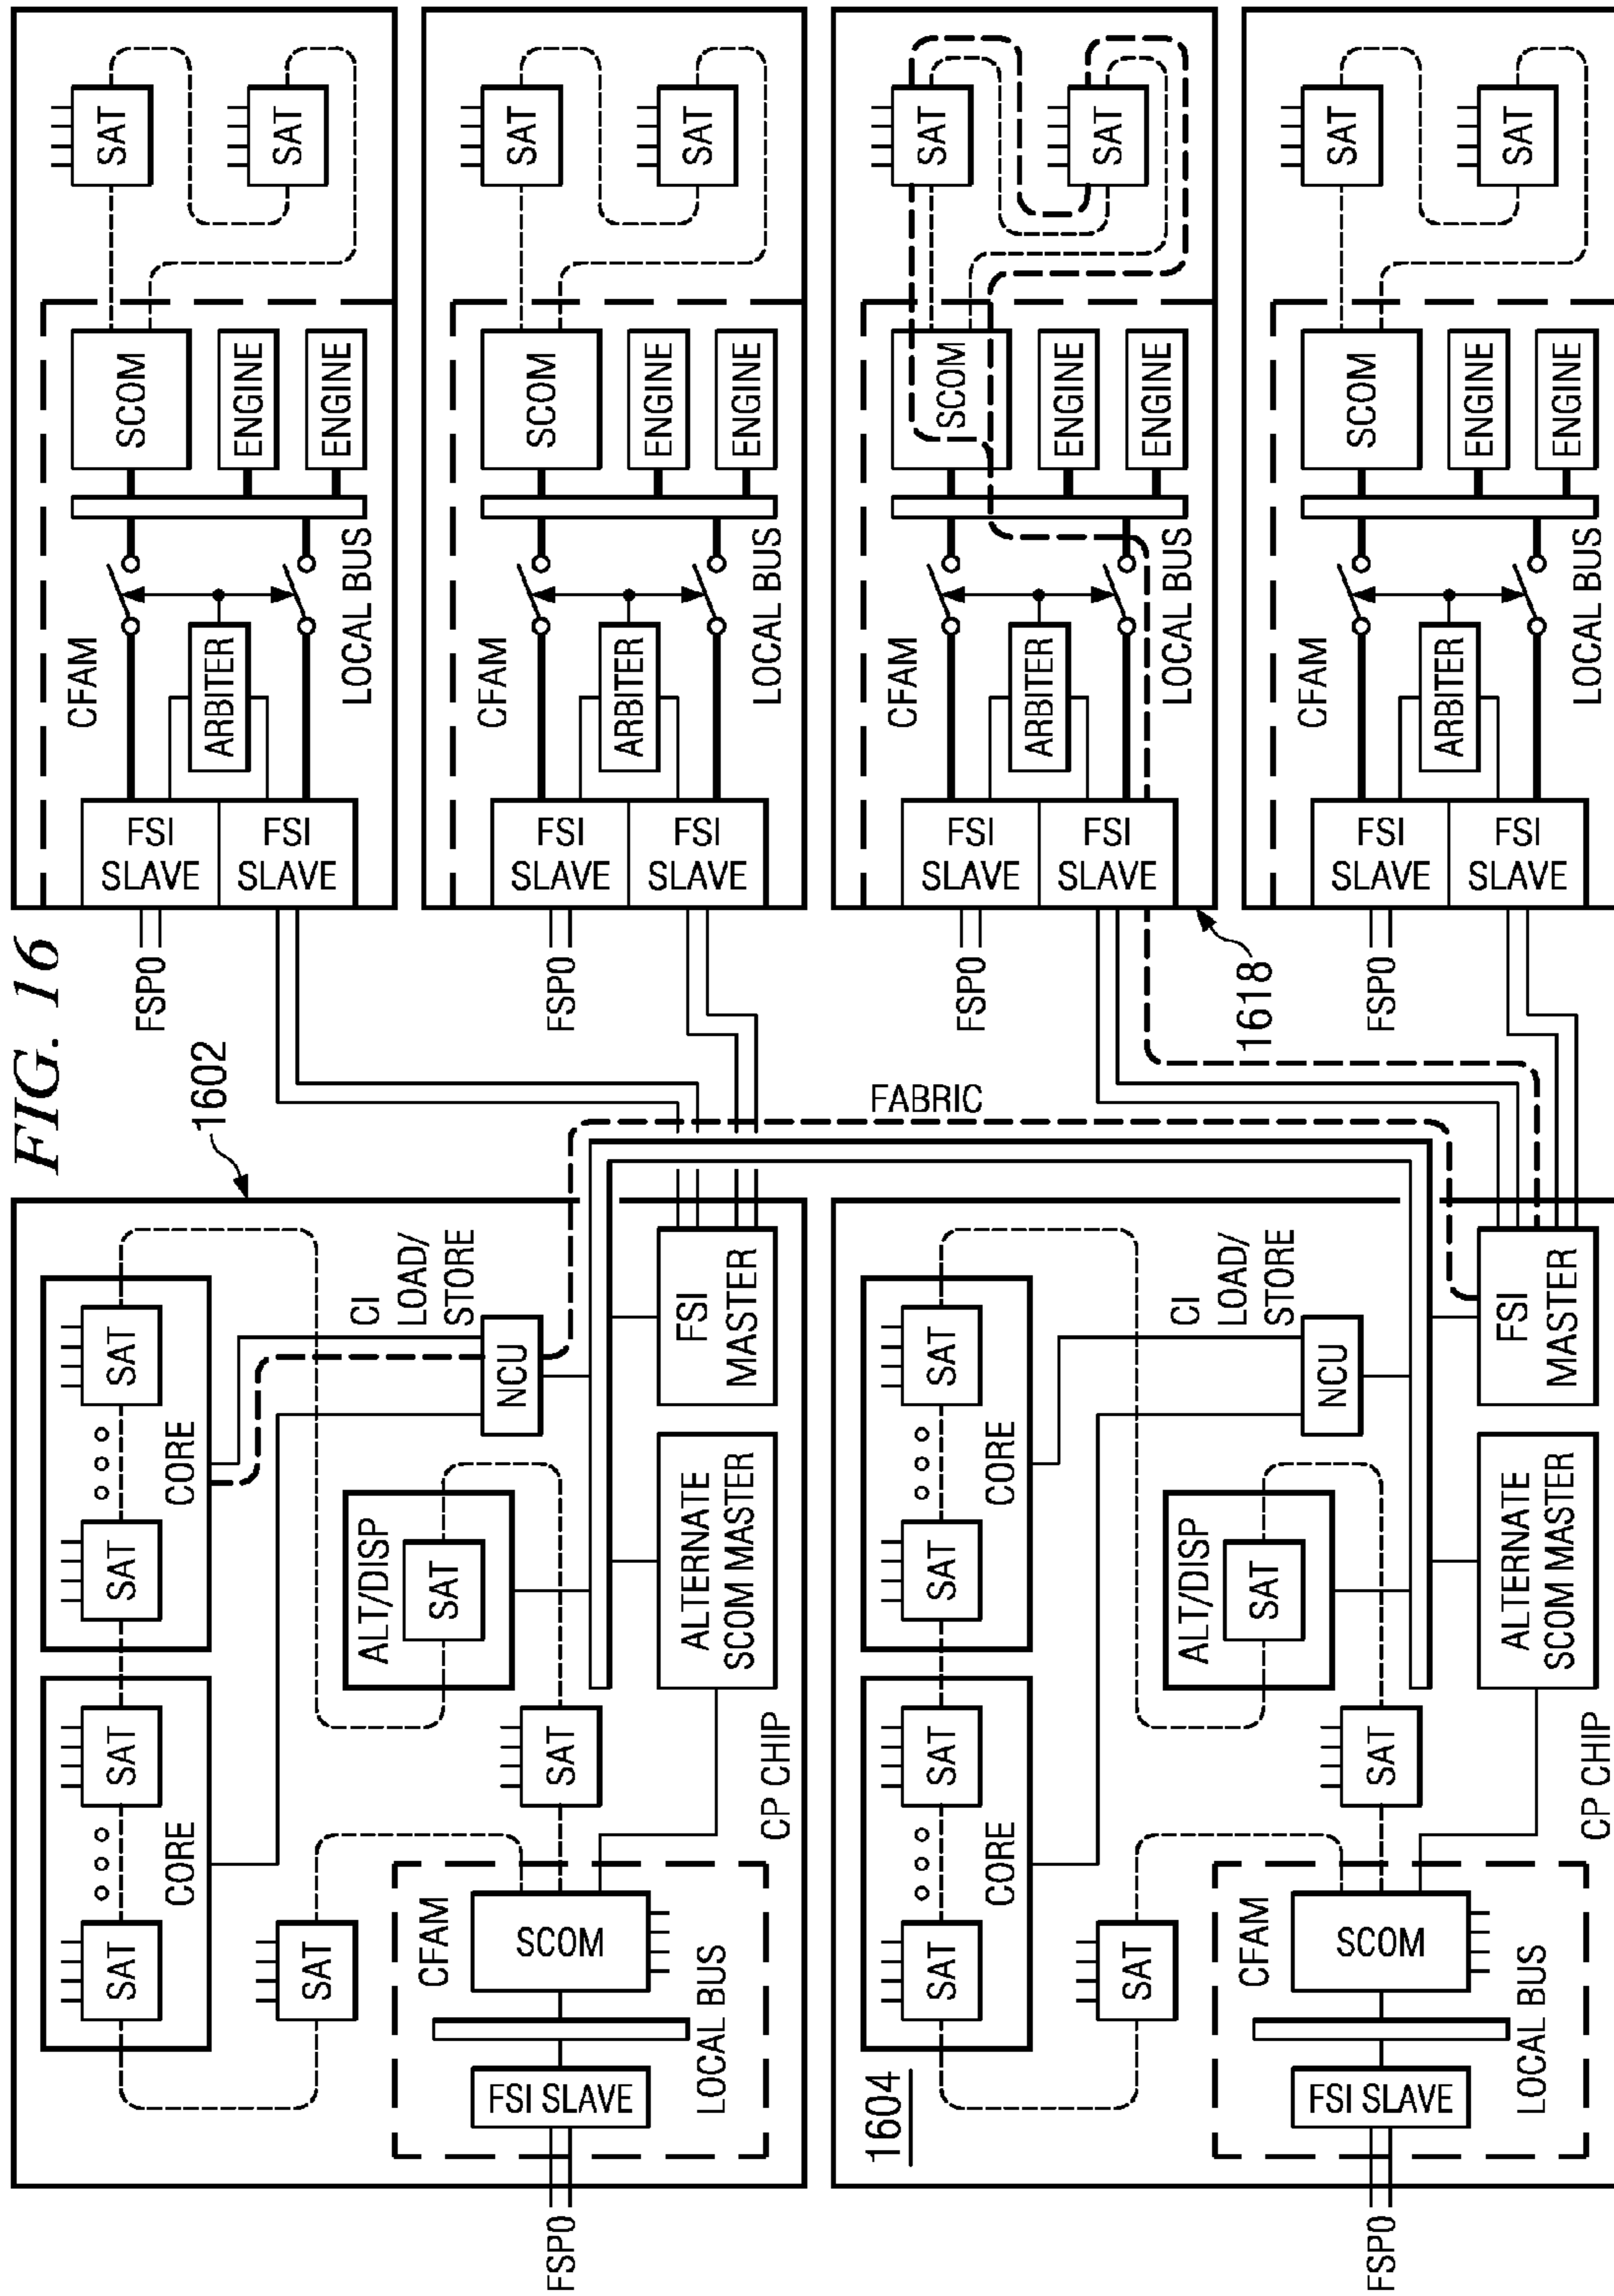 FIG. 16
1602
SAT
SAT
CORE
SAT
SAT
CORE
SAT
CI
LOAD/
STORE
NCU
ALT/DISP
SAT
SAT
FSI
MASTER
ALTERNATE
SCOM MASTER
CP CHIP
CFAM
SCOM
LOCAL BUS
FSI SLAVE
FSP0
FABRIC
1604
SAT
SAT
CORE
SAT
SAT
CORE
SAT
CI
LOAD/
STORE
NCU
ALT/DISP
SAT
SAT
FSI
MASTER
ALTERNATE
SCOM MASTER
CP CHIP
CFAM
SCOM
LOCAL BUS
FSI SLAVE
FSP0
FSP0
FSI
SLAVE
FSI
SLAVE
CFAM
ARBITER
LOCAL BUS
SCOM
ENGINE
ENGINE
SAT
SAT
FSP0
FSI
SLAVE
FSI
SLAVE
CFAM
ARBITER
LOCAL BUS
SCOM
ENGINE
ENGINE
SAT
SAT
FSP0
1618
FSI
SLAVE
FSI
SLAVE
CFAM
ARBITER
LOCAL BUS
SCOM
ENGINE
ENGINE
SAT
SAT
FSP0
FSI
SLAVE
FSI
SLAVE
CFAM
ARBITER
LOCAL BUS
SCOM
ENGINE
ENGINE
SAT
SAT